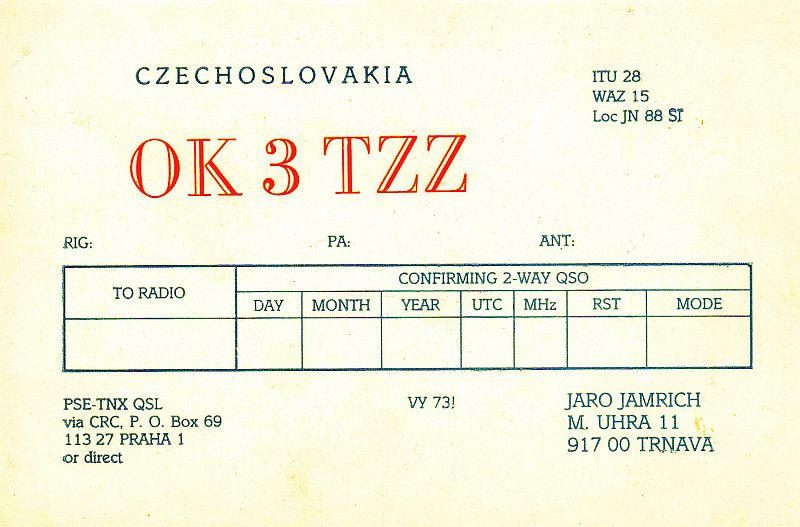 CZECHOSLOVAKIA
ITU 28
WAZ 15
Loc JN 88 SI
OK 3 TZZ
RIG: PA: ANT:
TO RADIO
CONFIRMING 2-WAY QSO
DAY MONTH YEAR UTC MHz RST MODE
PSE-TNX QSL
via CRC, P. O. Box 69
113 27 PRAHA 1
or direct
VY 73!
JARO JAMRICH
M. UHRA 11
917 00 TRNAVA